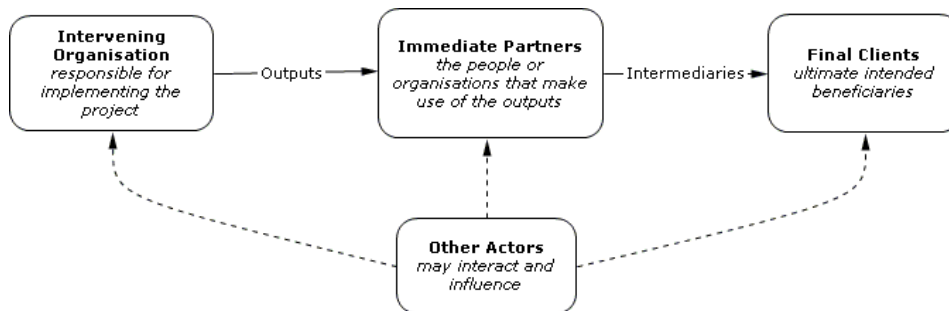 Intervening
Organisation
responsible for
implementing the
project
Outputs
Immediate Partners
the people or
organisations that make
use of the outputs
Intermediaries
Final Clients
ultimate intended
beneficiaries
Other Actors
may interact and
influence